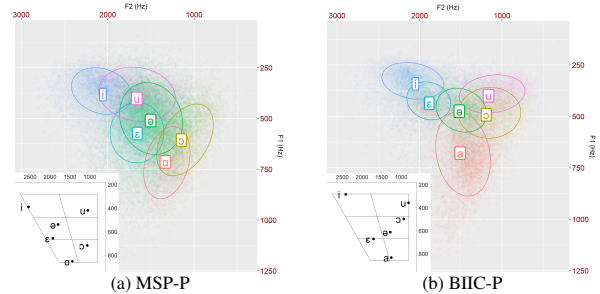 F2 (Hz)
3000 2000 1000
250
i u
500
ə
ɛ ɔ
F1 (Hz)
ɑ
750
2500 2000 1500 1000
200
i u
400
ə
ɛ ɔ
600
ɑ
800
1000
1250
(a) MSP-P
F2 (Hz)
3000 2000 1000
250
i
ɛ u
ə ɔ
500
F1 (Hz)
a
750
2500 2000 1500 1000
200
i u
400
ɔ
ɛ ə
600
a
800
1000
1250
(b) BIIC-P